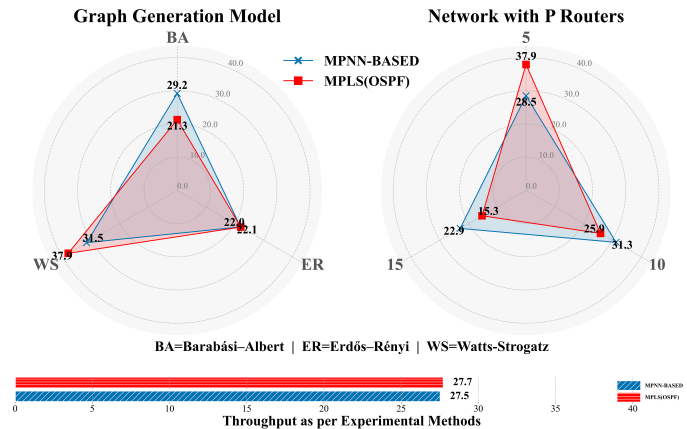 Graph Generation Model
Network with P Routers
BA
5
MPNN-BASED
MPLS(OSPF)
40.0
30.0
20.0
10.0
0.0
29.2
21.3
22.0
22.1
31.5
37.9
WS
ER
40.0
30.0
20.0
10.0
0.0
37.9
28.5
15.3
22.9
25.9
31.3
15
10
BA=Barabási–Albert | ER=Erdős–Rényi | WS=Watts-Strogatz
27.7
27.5
MPNN-BASED
MPLS(OSPF)
0 5 10 15 20 25 30 35 40
Throughput as per Experimental Methods